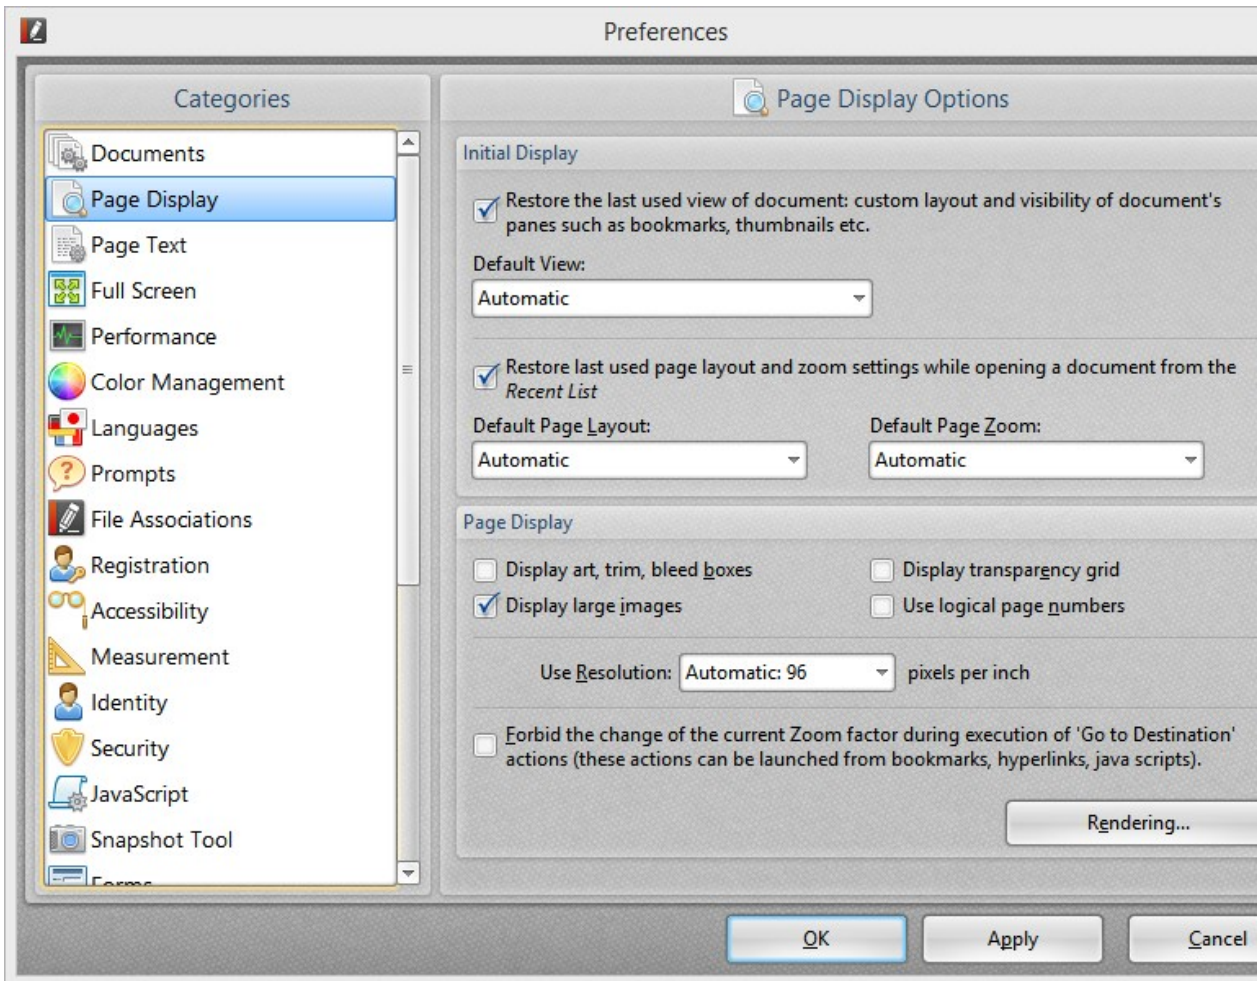 Preferences
Categories
Documents
Page Display
Page Text
Full Screen
Performance
Color Management
Languages
Prompts
File Associations
Registration
Accessibility
Measurement
Identity
Security
JavaScript
Snapshot Tool
Forms
Page Display Options
Initial Display
Restore the last used view of document: custom layout and visibility of document's
panes such as bookmarks, thumbnails etc.
Default View:
Automatic
Restore last used page layout and zoom settings while opening a document from the
Recent List
Default Page Layout:
Default Page Zoom:
Automatic
Automatic
Page Display
Display art, trim, bleed boxes
Display transparency grid
Display large images
Use logical page numbers
Use Resolution: Automatic: 96 pixels per inch
Forbid the change of the current Zoom factor during execution of 'Go to Destination'
actions (these actions can be launched from bookmarks, hyperlinks, java scripts).
Rendering...
OK
Apply
Cancel